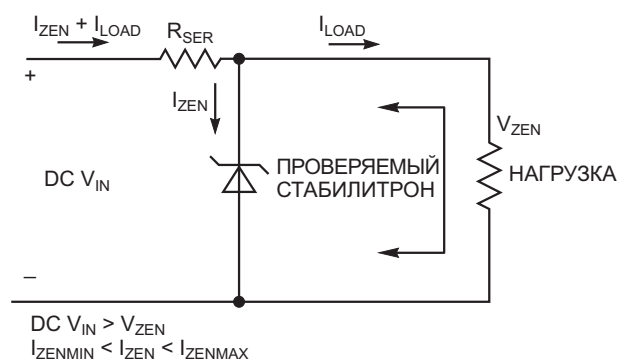 I_ZEN + I_LOAD
R_SER
I_LOAD
+
I_ZEN
V_ZEN
DC V_IN
ПРОВЕРЯЕМЫЙ
СТАБИЛИТРОН
НАГРУЗКА
–
DC V_IN > V_ZEN
I_ZENMIN < I_ZEN < I_ZENMAX